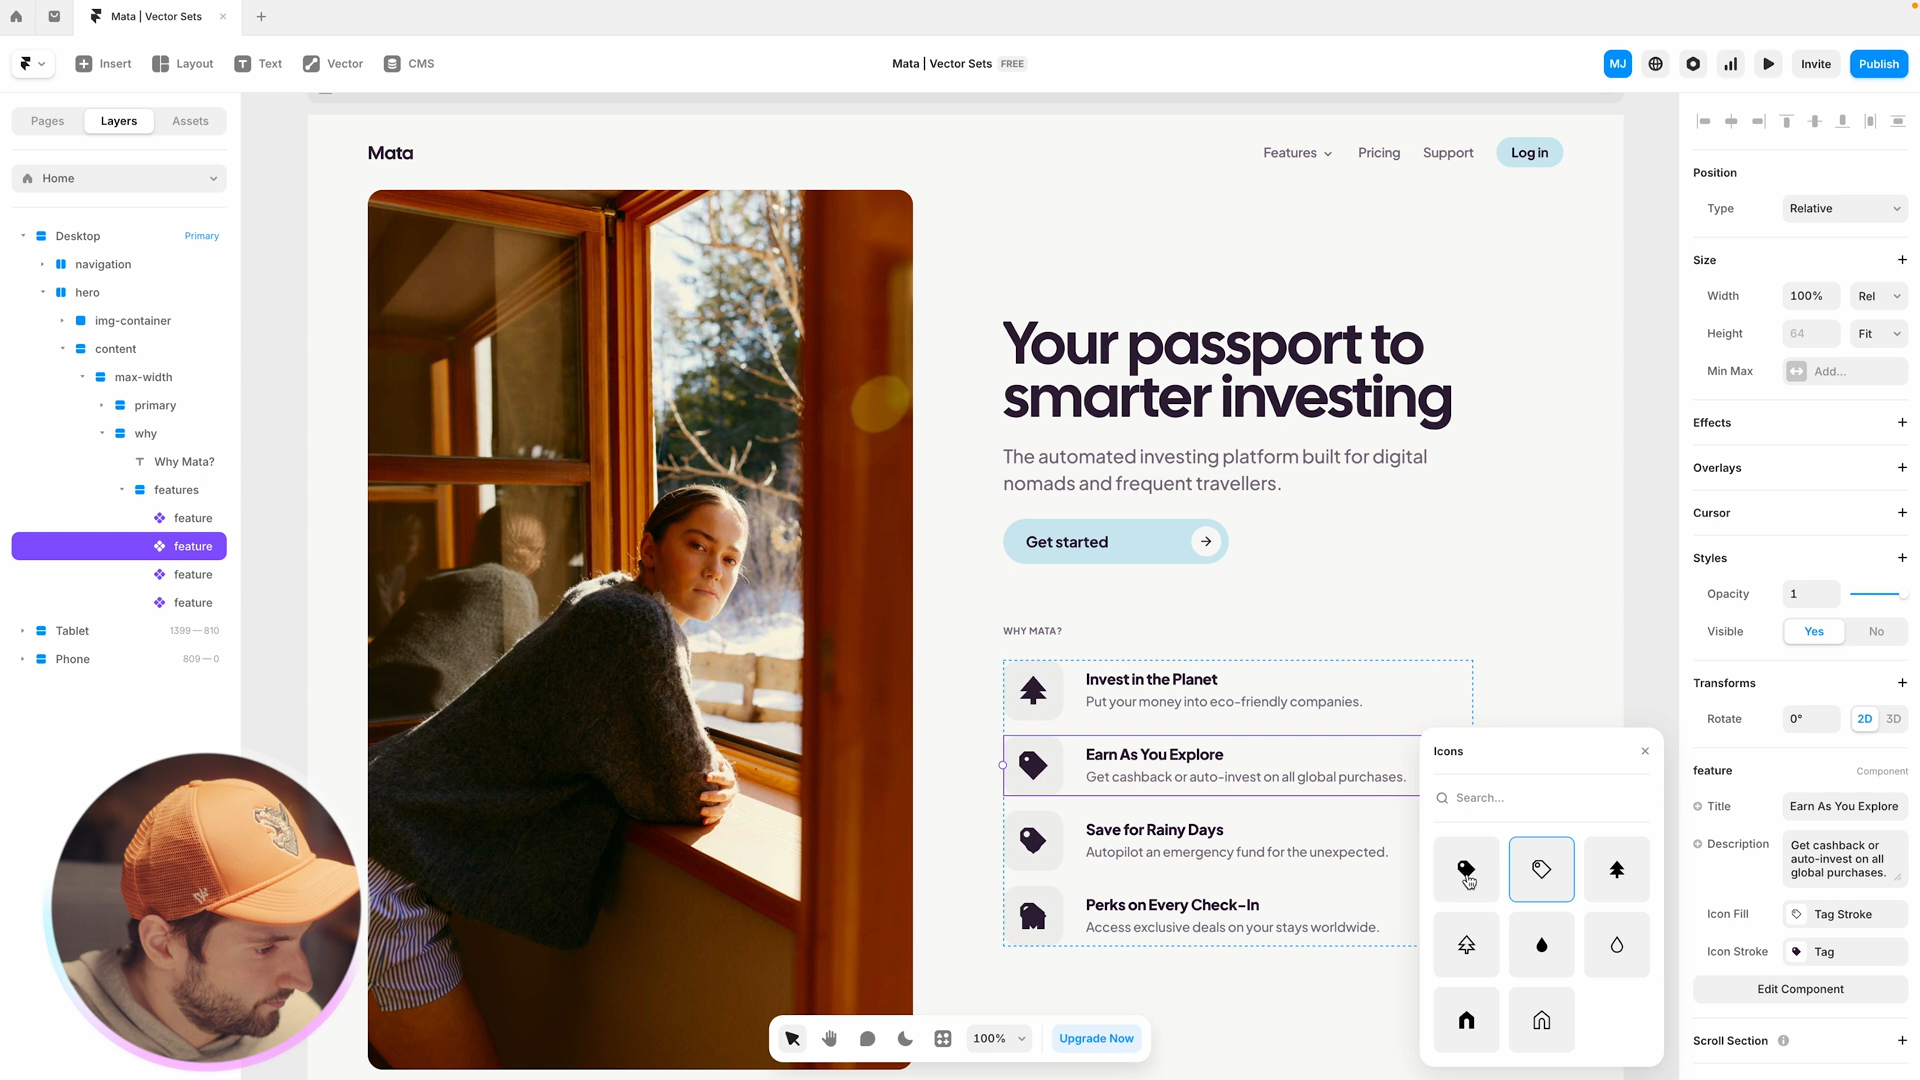 Mata | Vector Sets
Insert
Layout
Text
Vector
CMS
Mata | Vector Sets FREE
MJ
Invite
Publish
Pages
Layers
Assets
Home
Desktop Primary
navigation
hero
img-container
content
max-width
primary
why
Why Mata?
features
feature
feature
feature
feature
Tablet 1399—810
Phone 809—0
Mata
Features
Pricing
Support
Log in
Your passport to
smarter investing
The automated investing platform built for digital
nomads and frequent travellers.
Get started
WHY MATA?
Invest in the Planet
Put your money into eco-friendly companies.
Earn As You Explore
Get cashback or auto-invest on all global purchases.
Save for Rainy Days
Autopilot an emergency fund for the unexpected.
Perks on Every Check-In
Access exclusive deals on your stays worldwide.
100%
Upgrade Now
Icons
Search...
Position
Type Relative
Size
Width 100% Rel
Height 64 Fit
Min Max Add...
Effects
Overlays
Cursor
Styles
Opacity 1
Visible Yes No
Transforms
Rotate 0° 2D 3D
feature Component
Title Earn As You Explore
Description Get cashback or
auto-invest on all
global purchases.
Icon Fill Tag Stroke
Icon Stroke Tag
Edit Component
Scroll Section